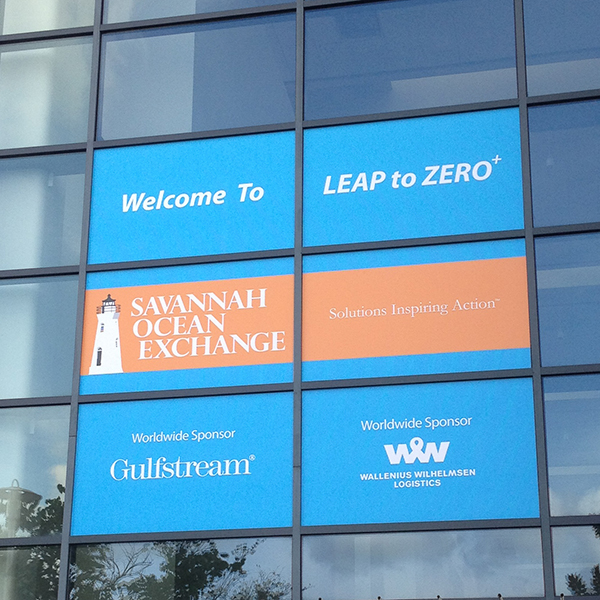 Welcome To
LEAP to ZERO+
SAVANNAH
OCEAN
EXCHANGE
Solutions Inspiring Action™
Worldwide Sponsor
Gulfstream®
Worldwide Sponsor
W&W
WALLENIUS WILHELMSEN
LOGISTICS